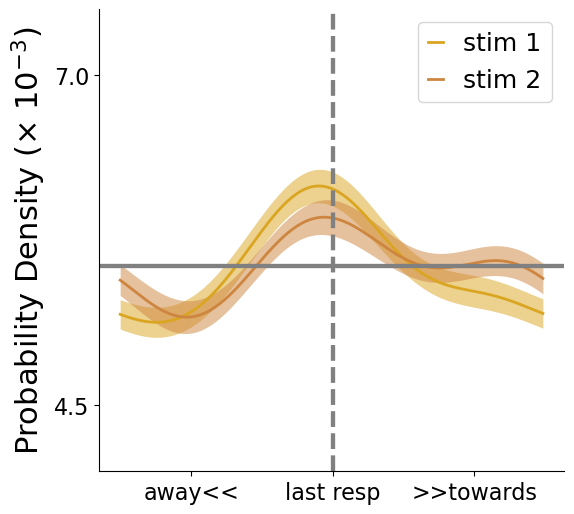 Probability Density (× 10⁻³)
7.0
4.5
stim 1
stim 2
away<<
last resp
>>towards